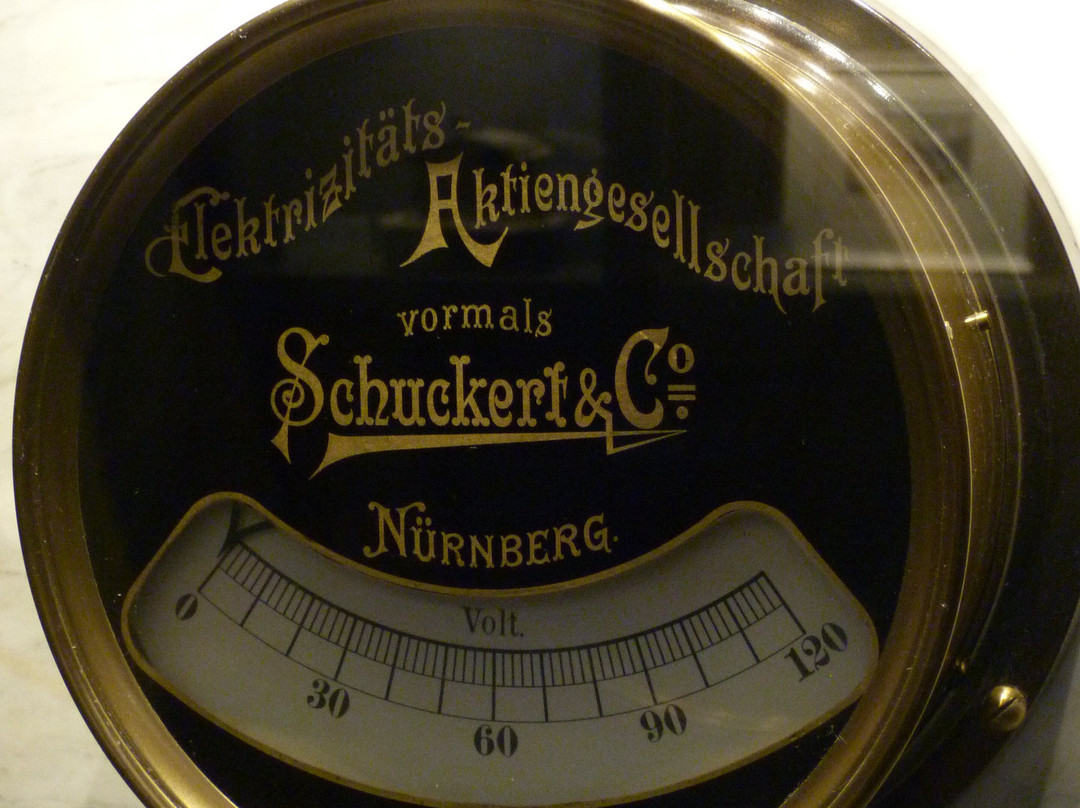 Elektrizitäts-
Aktiengesellschaft
vormals
Schuckert & Co.
NÜRNBERG.
Volt.
0 30 60 90 120